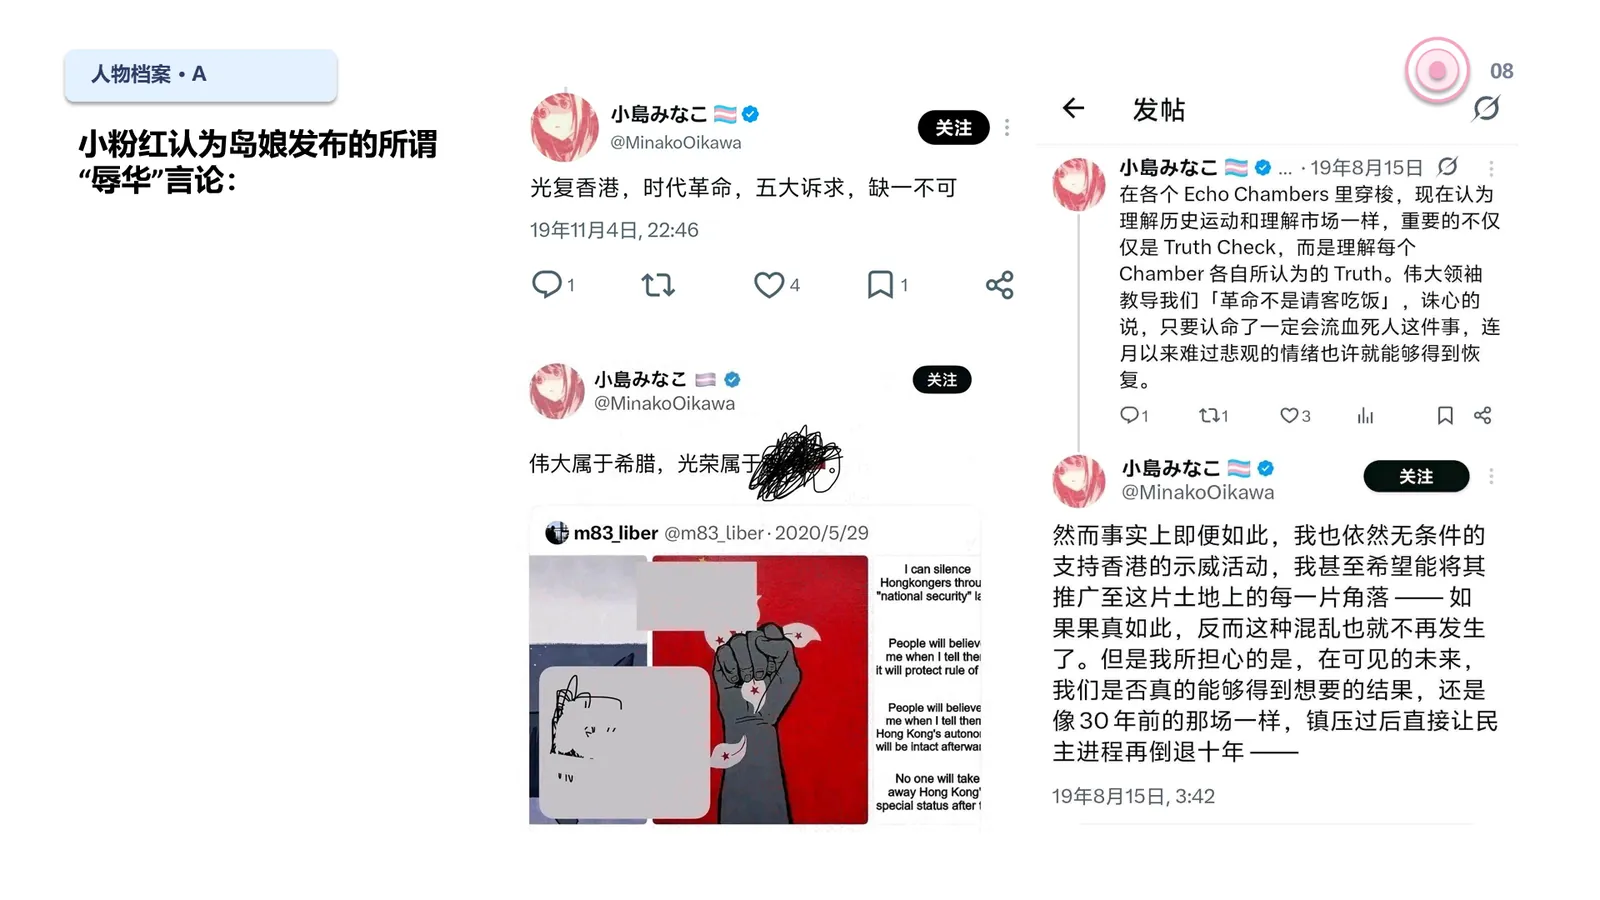 人物档案 • A
08
小粉红认为岛娘发布的所谓
“辱华”言论：
小島みなこ
@MinakoOikawa
关注
光复香港，时代革命，五大诉求，缺一不可
19年11月4日, 22:46
1
4
1
小島みなこ
@MinakoOikawa
关注
伟大属于希腊，光荣属于
。
m83_liber @m83_liber · 2020/5/29
I can silence
Hongkongers throu
"national security" la
People will believe
me when I tell the
it will protect rule of
People will believe
me when I tell them
Hong Kong's autono
will be intact afterwa
No one will take
away Hong Kong'
special status after
发帖
小島みなこ ... · 19年8月15日
在各个 Echo Chambers 里穿梭，现在认为
理解历史运动和理解市场一样，重要的不仅
仅是 Truth Check，而是理解每个
Chamber 各自所认为的 Truth。伟大领袖
教导我们「革命不是请客吃饭」，诛心的
说，只要认命了一定会流血死人这件事，连
月以来难过悲观的情绪也许就能够得到恢
复。
1
1
3
小島みなこ
@MinakoOikawa
关注
然而事实上即便如此，我也依然无条件的
支持香港的示威活动，我甚至希望能将其
推广至这片土地上的每一片角落 —— 如
果果真如此，反而这种混乱也就不再发生
了。但是我所担心的是，在可见的未来，
我们是否真的能够得到想要的结果，还是
像 30 年前的那场一样，镇压过后直接让民
主进程再倒退十年 ——
19年8月15日, 3:42